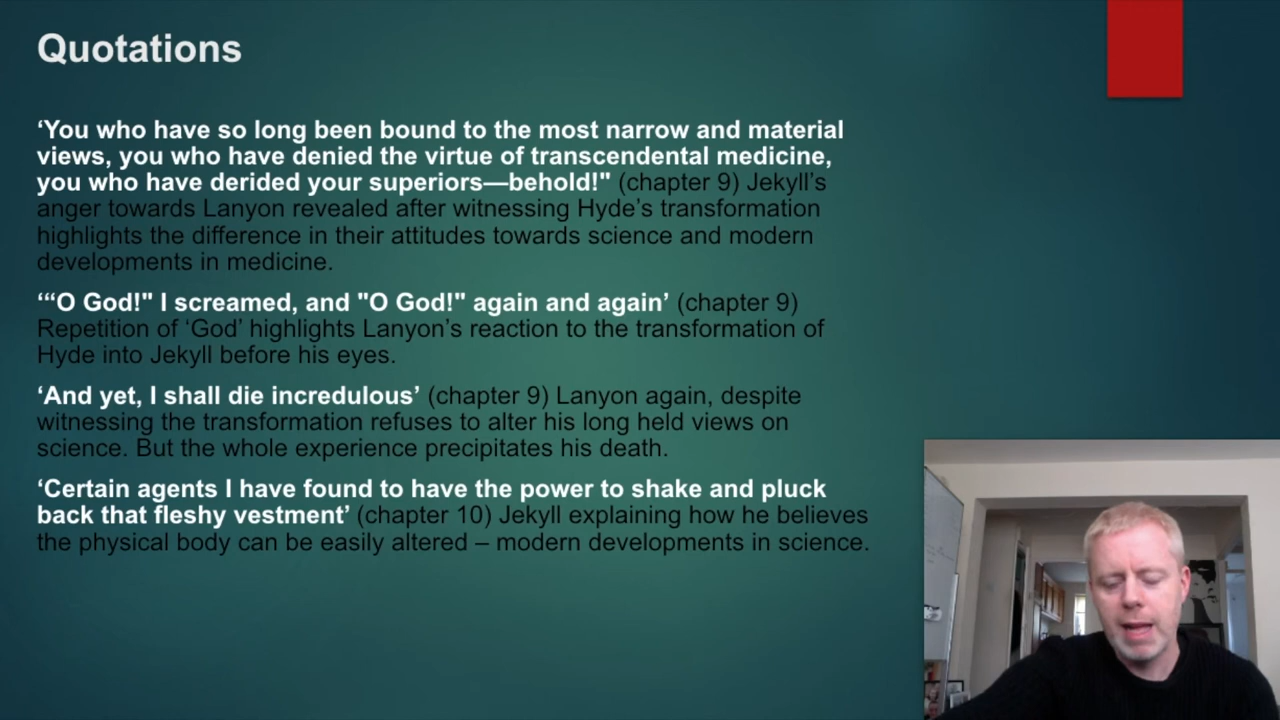 Quotations
‘You who have so long been bound to the most narrow and material
views, you who have denied the virtue of transcendental medicine,
you who have derided your superiors—behold!" (chapter 9) Jekyll’s
anger towards Lanyon revealed after witnessing Hyde’s transformation
highlights the difference in their attitudes towards science and modern
developments in medicine.
‘“O God!" I screamed, and "O God!" again and again’ (chapter 9)
Repetition of ‘God’ highlights Lanyon’s reaction to the transformation of
Hyde into Jekyll before his eyes.
‘And yet, I shall die incredulous’ (chapter 9) Lanyon again, despite
witnessing the transformation refuses to alter his long held views on
science. But the whole experience precipitates his death.
‘Certain agents I have found to have the power to shake and pluck
back that fleshy vestment’ (chapter 10) Jekyll explaining how he believes
the physical body can be easily altered – modern developments in science.